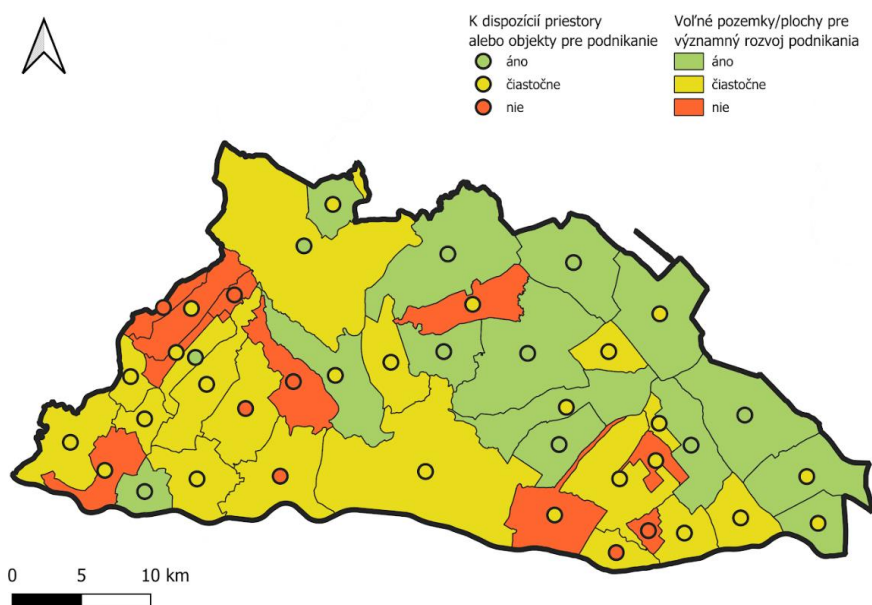 K dispozícií priestory
alebo objekty pre podnikanie
áno
čiastočne
nie
Voľné pozemky/plochy pre
významný rozvoj podnikania
áno
čiastočne
nie
0 5 10 km